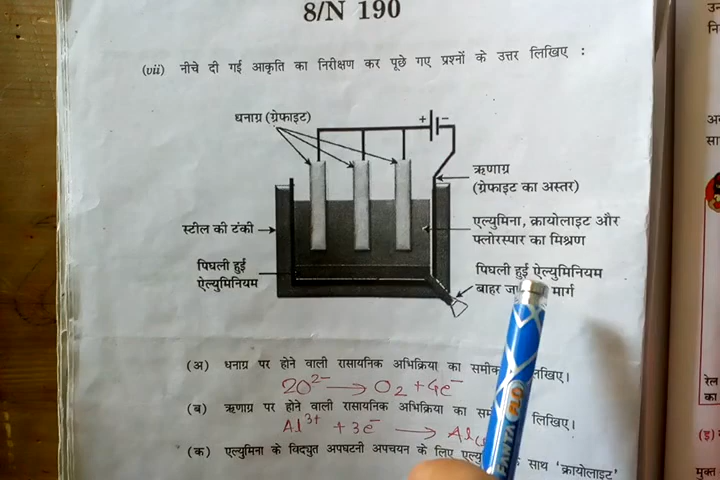 8/N 190
(vii) नीचे दी गई आकृति का निरीक्षण कर पूछे गए प्रश्नों के उत्तर लिखिए :
धनाग्र (ग्रेफाइट)
+ -
ऋणाग्र
(ग्रेफाइट का अस्तर)
स्टील की टंकी
एल्युमिना, क्रायोलाइट और
फ्लोरस्पार का मिश्रण
पिघली हुई
ऐल्युमिनियम
पिघली हुई ऐल्युमिनियम
बाहर मार्ग
(अ) धनाग्र पर होने वाली रासायनिक अभिक्रिया का लिखिए।
2O²⁻ → O₂ + 4e⁻
(ब) ऋणाग्र पर होने वाली रासायनिक अभिक्रिया का लिखिए।
Al³⁺ + 3e⁻ → Al
(क) एल्युमिना के विद्युत अपघटनी अपचयन के लिए के साथ 'क्रायोलाइट'
रेल
का
(इ)
मुक्त